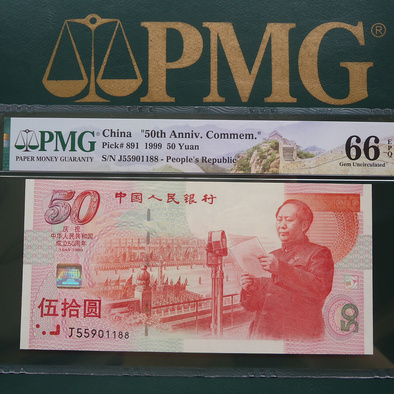 PMG®
PMG
PAPER MONEY GUARANTY
China "50th Anniv. Commem."
Pick# 891 1999 50 Yuan
S/N J55901188 - People's Republic
66 EPQ
Gem Uncirculated
50
中国人民银行
庆祝
中华人民共和国
成立50周年
1949-1999
伍拾圆
J55901188
50